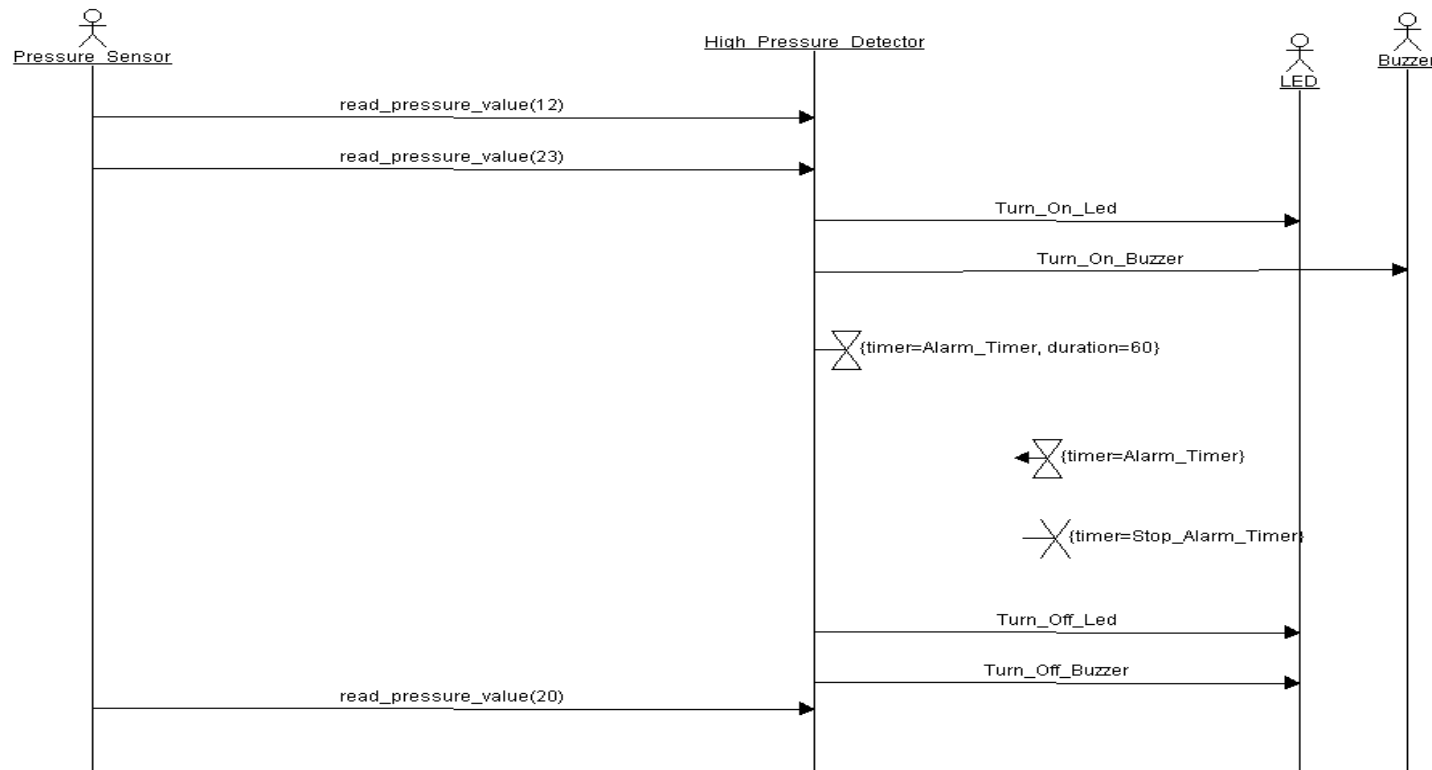 Pressure_Sensor
High_Pressure_Detector
LED
Buzzer
read_pressure_value(12)
read_pressure_value(23)
Turn_On_Led
Turn_On_Buzzer
{timer=Alarm_Timer, duration=60}
{timer=Alarm_Timer}
{timer=Stop_Alarm_Timer}
Turn_Off_Led
Turn_Off_Buzzer
read_pressure_value(20)